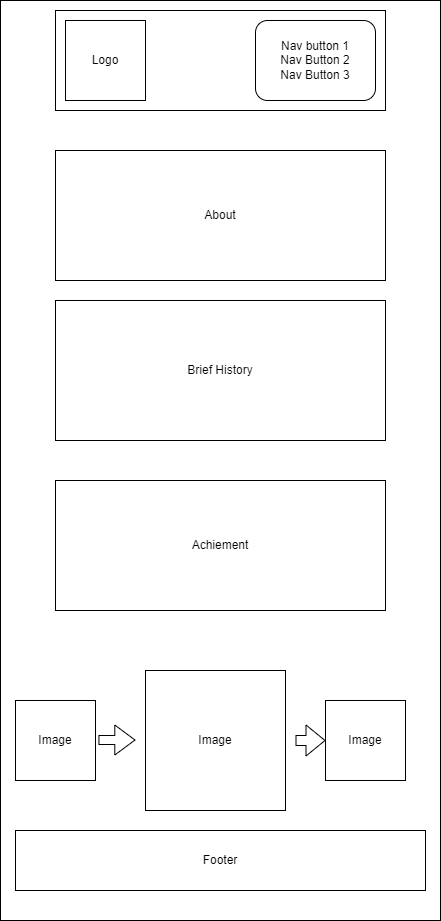 Logo
Nav button 1
Nav Button 2
Nav Button 3
About
Brief History
Achiement
Image
Image
Image
Footer